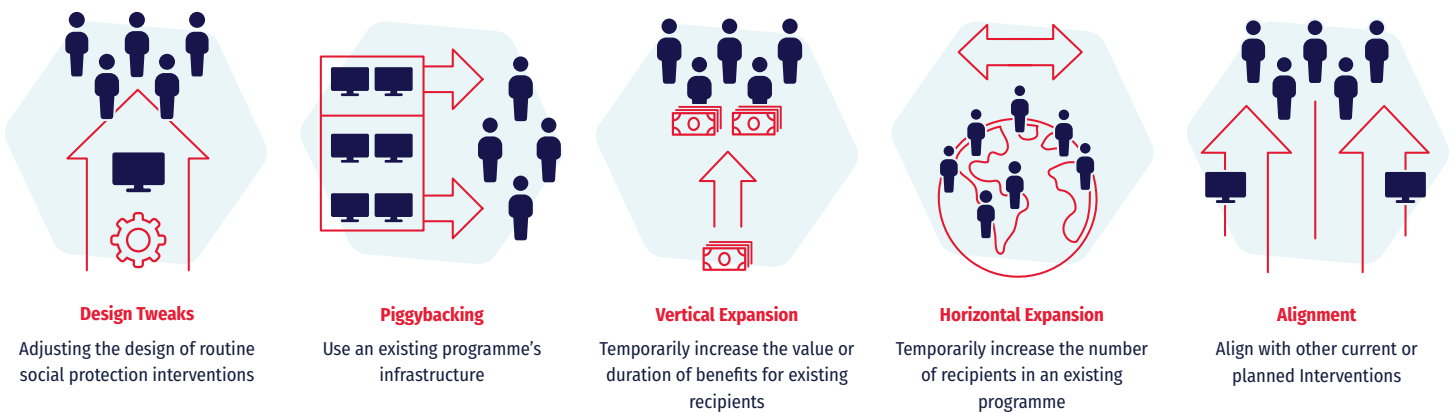 Design Tweaks
Adjusting the design of routine
social protection interventions
Piggybacking
Use an existing programme’s
infrastructure
Vertical Expansion
Temporarily increase the value or
duration of benefits for existing
recipients
Horizontal Expansion
Temporarily increase the number
of recipients in an existing
programme
Alignment
Align with other current or
planned Interventions